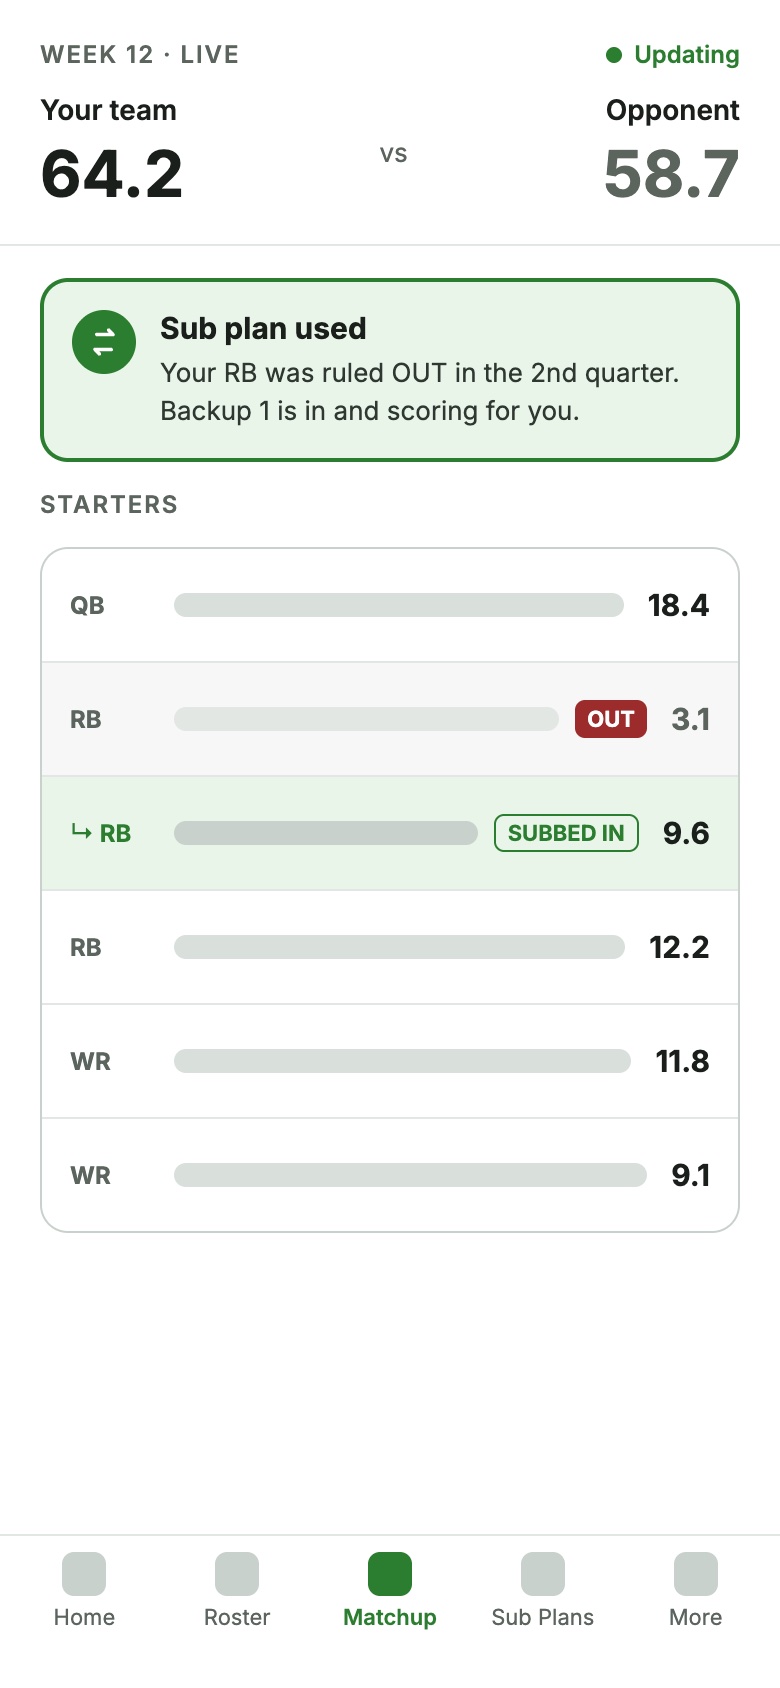 WEEK 12 · LIVE
Updating
Your team
Opponent
64.2
VS
58.7
Sub plan used
Your RB was ruled OUT in the 2nd quarter.
Backup 1 is in and scoring for you.
STARTERS
QB 18.4
RB OUT 3.1
↳ RB SUBBED IN 9.6
RB 12.2
WR 11.8
WR 9.1
Home Roster Matchup Sub Plans More